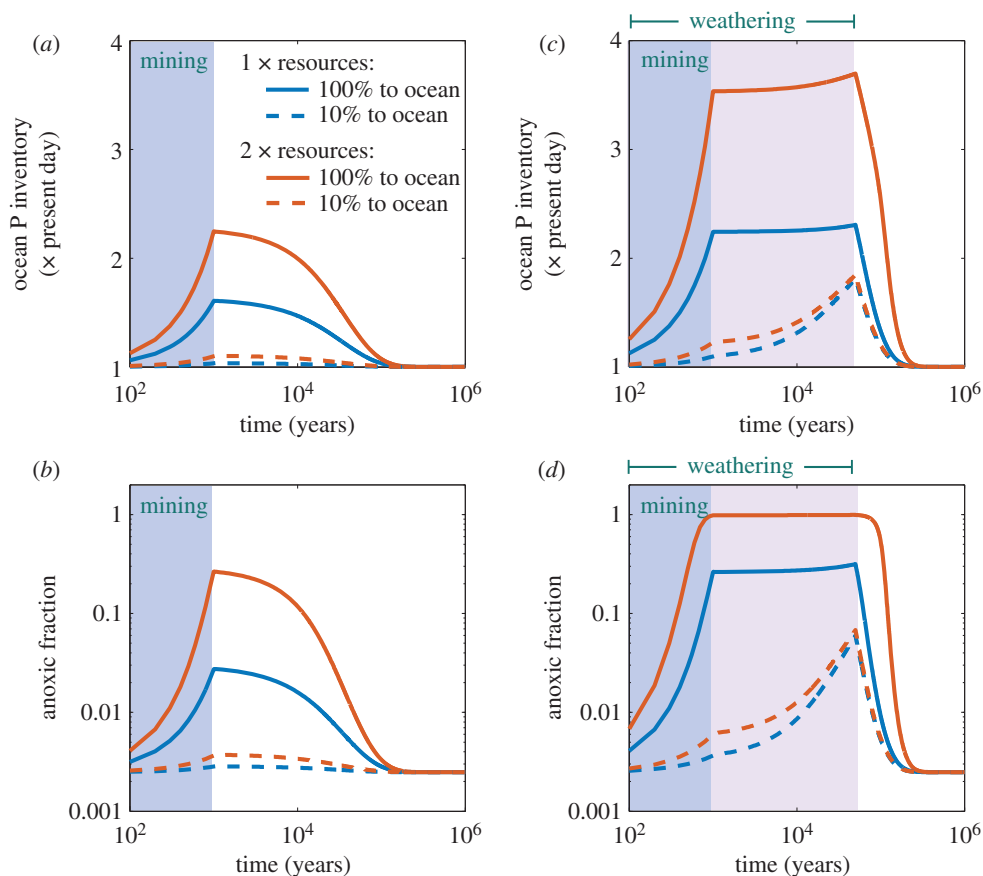 (a)
4
3
2
1
ocean P inventory
(× present day)
mining
1 × resources:
100% to ocean
10% to ocean
2 × resources:
100% to ocean
10% to ocean
10²
10⁴
10⁶
time (years)
(c)
weathering
4
3
2
1
ocean P inventory
(× present day)
mining
10²
10⁴
10⁶
time (years)
(b)
1
0.1
0.01
0.001
anoxic fraction
mining
10²
10⁴
10⁶
time (years)
(d)
weathering
1
0.1
0.01
0.001
anoxic fraction
mining
10²
10⁴
10⁶
time (years)